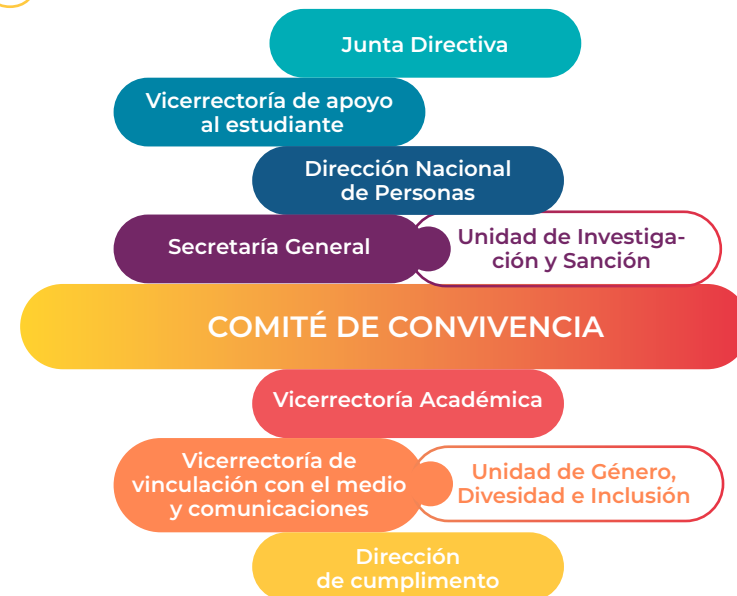 Junta Directiva
Vicerrectoría de apoyo
al estudiante
Dirección Nacional
de Personas
Secretaría General
Unidad de Investiga-
ción y Sanción
COMITÉ DE CONVIVENCIA
Vicerrectoría Académica
Vicerrectoría de
vinculación con el medio
y comunicaciones
Unidad de Género,
Divesidad e Inclusión
Dirección
de cumplimento